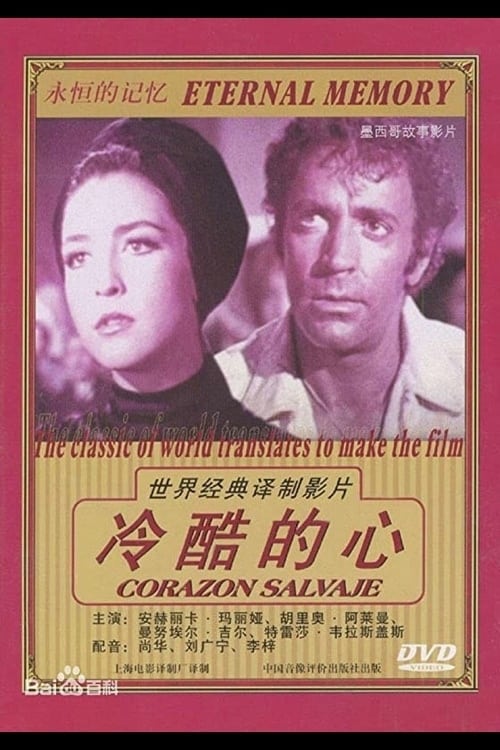 永恒的记忆 ETERNAL MEMORY
墨西哥故事影片
The classic of world translates to make the film
世界经典译制影片
冷酷的心
CORAZON SALVAJE
主演：安赫丽卡·玛丽娅、胡里奥·阿莱曼、
曼努埃尔·吉尔、特雷莎·韦拉斯盖斯
配音：尚华、刘广宁、李梓
DVD
VIDEO
上海电影译制厂译制 中国音像评价出版社出版
Bai百科